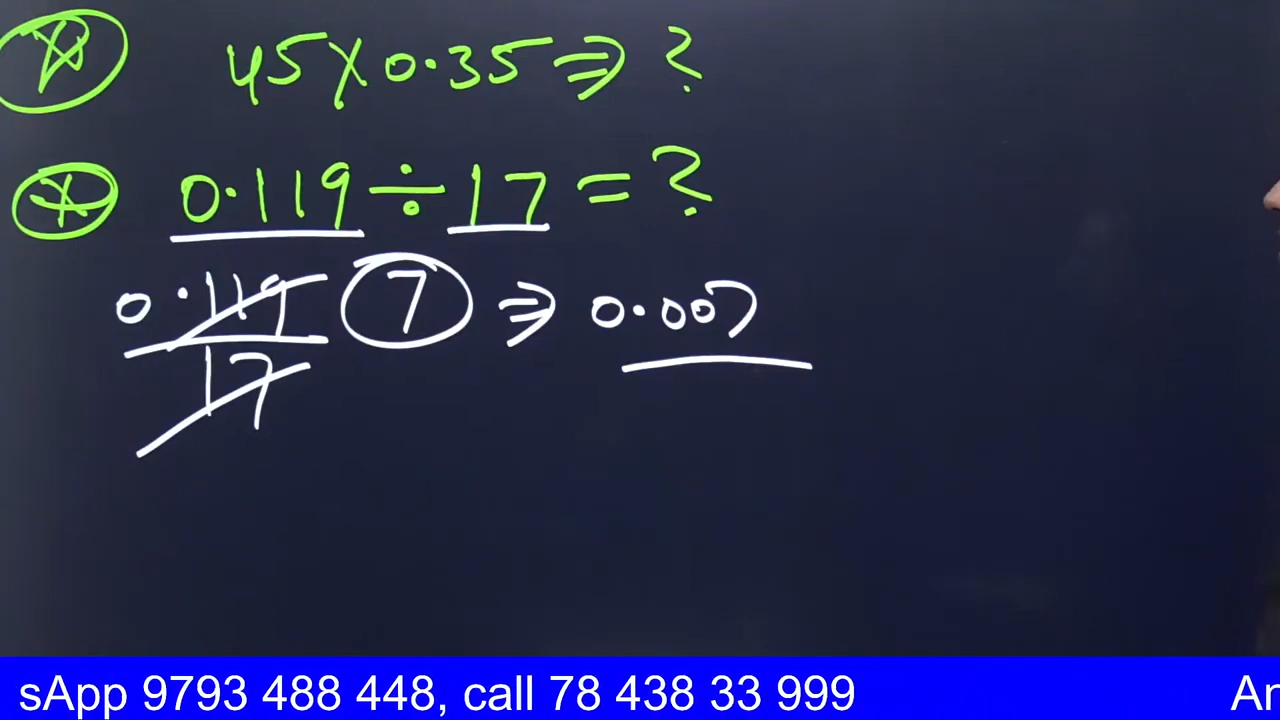 45 × 0.35 ⇒ ?
0.119 ÷ 17 = ?
0.119 7 ⇒ 0.007
17
sApp 9793 488 448, call 78 438 33 999 Ar